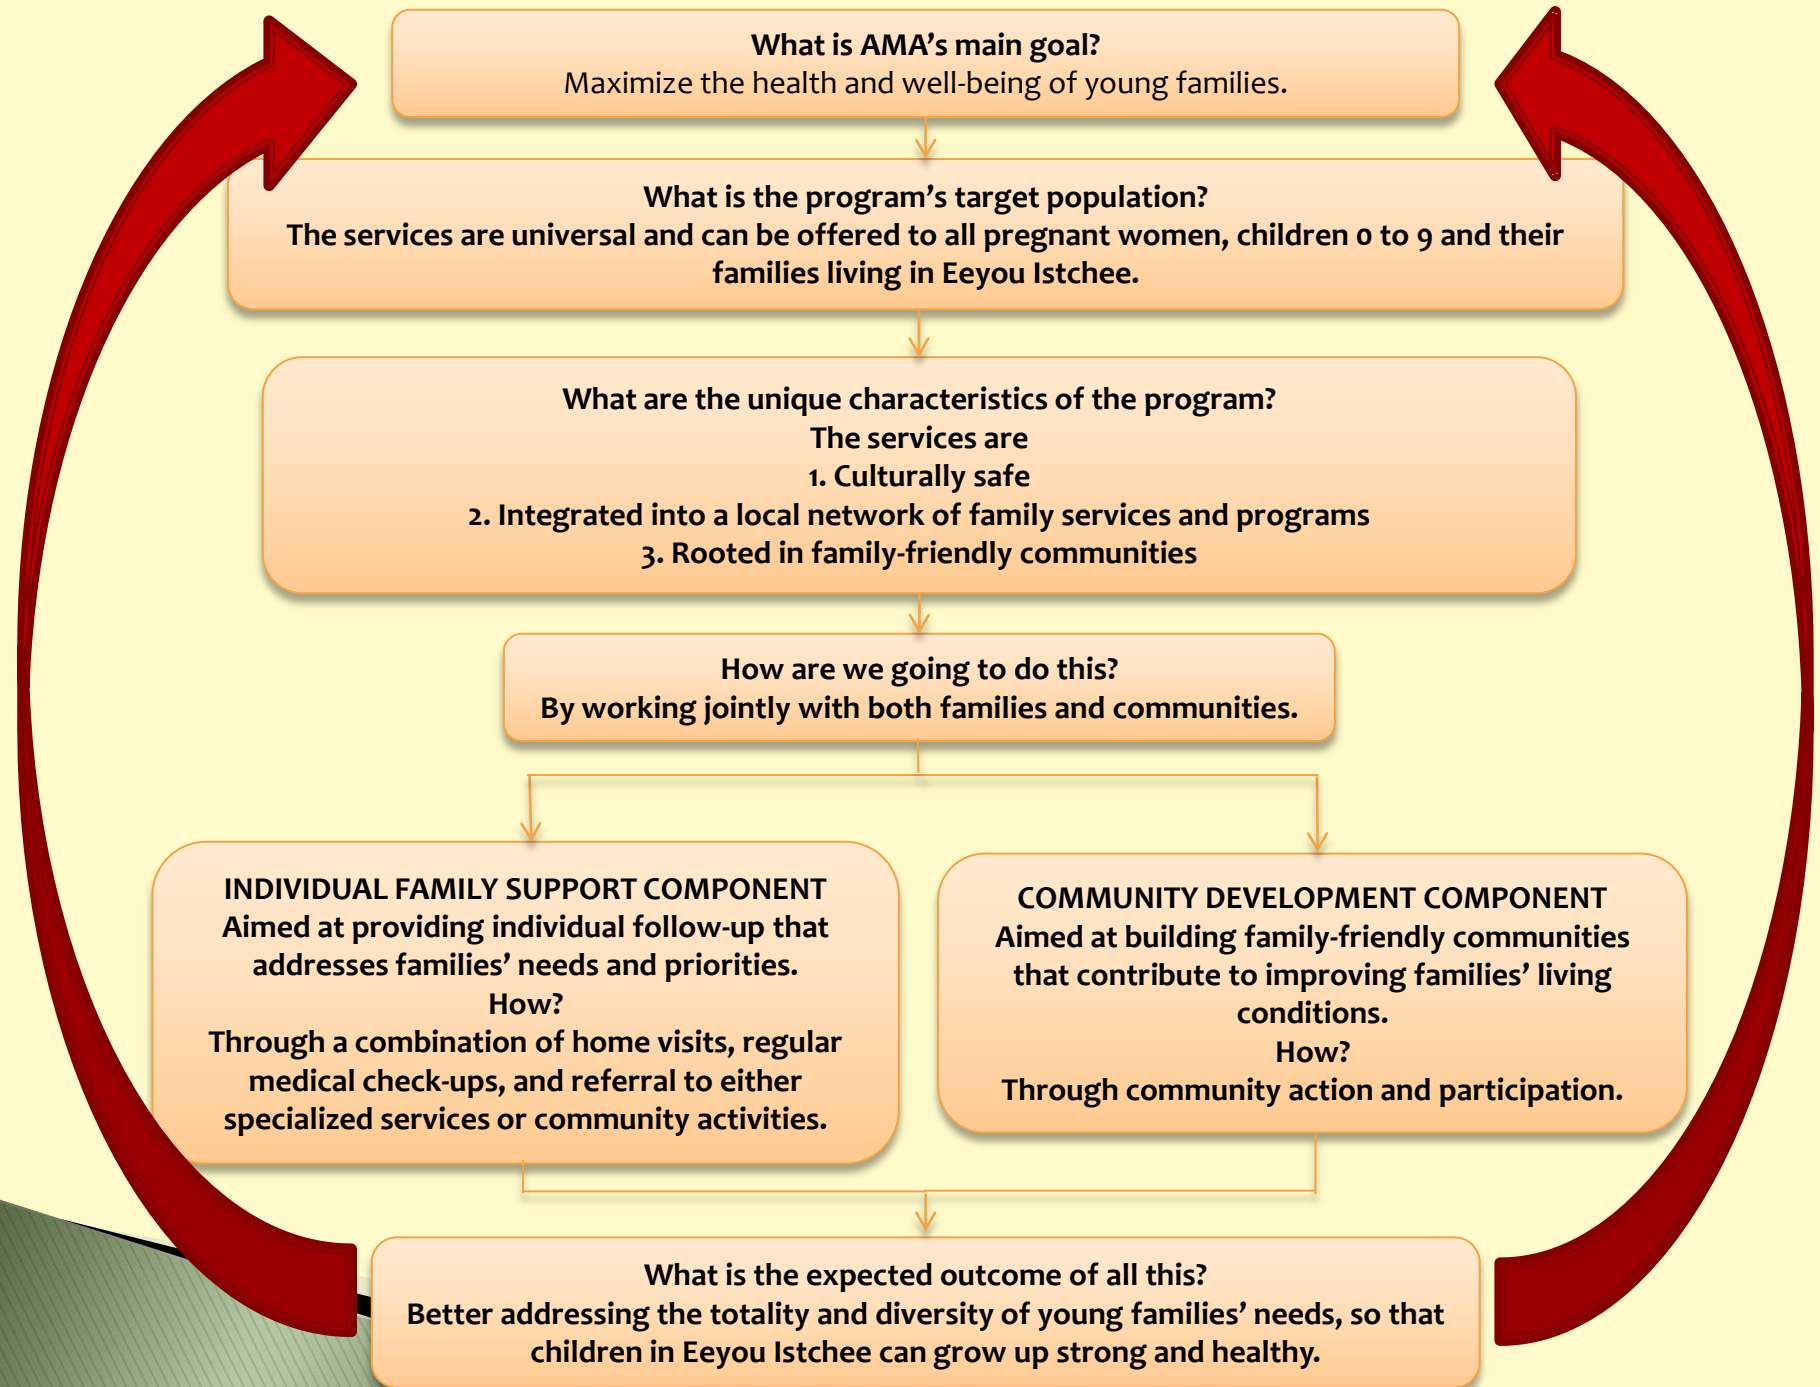 What is AMA’s main goal?
Maximize the health and well-being of young families.
What is the program’s target population?
The services are universal and can be offered to all pregnant women, children 0 to 9 and their
families living in Eeyou Istchee.
What are the unique characteristics of the program?
The services are
1. Culturally safe
2. Integrated into a local network of family services and programs
3. Rooted in family-friendly communities
How are we going to do this?
By working jointly with both families and communities.
INDIVIDUAL FAMILY SUPPORT COMPONENT
Aimed at providing individual follow-up that
addresses families’ needs and priorities.
How?
Through a combination of home visits, regular
medical check-ups, and referral to either
specialized services or community activities.
COMMUNITY DEVELOPMENT COMPONENT
Aimed at building family-friendly communities
that contribute to improving families’ living
conditions.
How?
Through community action and participation.
What is the expected outcome of all this?
Better addressing the totality and diversity of young families’ needs, so that
children in Eeyou Istchee can grow up strong and healthy.